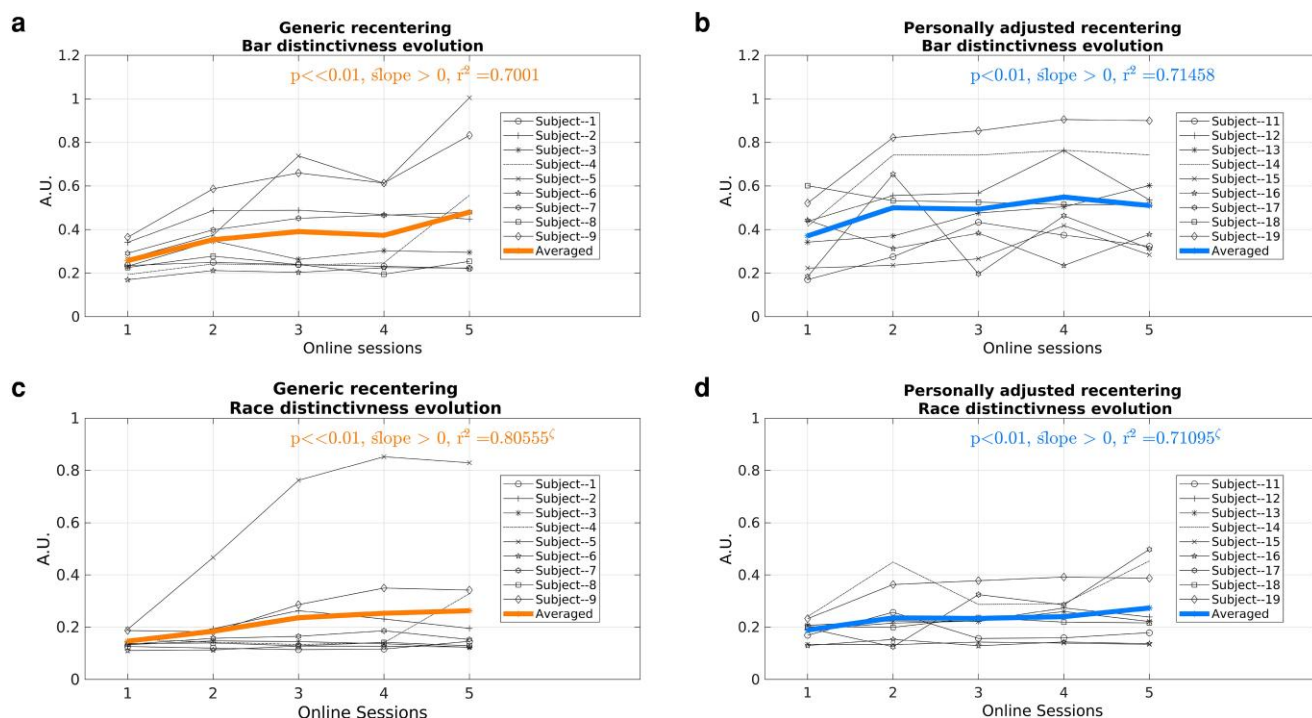 a
Generic recentering
Bar distinctivness evolution
p<<0.01, slope > 0, r² =0.7001
1.2
1
0.8
0.6
0.4
0.2
0
A.U.
Subject--1
Subject--2
Subject--3
Subject--4
Subject--5
Subject--6
Subject--7
Subject--8
Subject--9
Averaged
1 2 3 4 5
Online sessions
b
Personally adjusted recentering
Bar distinctivness evolution
p<0.01, slope > 0, r² =0.71458
1.2
1
0.8
0.6
0.4
0.2
0
A.U.
Subject--11
Subject--12
Subject--13
Subject--14
Subject--15
Subject--16
Subject--17
Subject--18
Subject--19
Averaged
1 2 3 4 5
Online sessions
c
Generic recentering
Race distinctivness evolution
p<<0.01, slope > 0, r² =0.80555ζ
1
0.8
0.6
0.4
0.2
0
A.U.
Subject--1
Subject--2
Subject--3
Subject--4
Subject--5
Subject--6
Subject--7
Subject--8
Subject--9
Averaged
1 2 3 4 5
Online Sessions
d
Personally adjusted recentering
Race distinctivness evolution
p<0.01, slope > 0, r² =0.71095ζ
1
0.8
0.6
0.4
0.2
0
A.U.
Subject--11
Subject--12
Subject--13
Subject--14
Subject--15
Subject--16
Subject--17
Subject--18
Subject--19
Averaged
1 2 3 4 5
Online Sessions